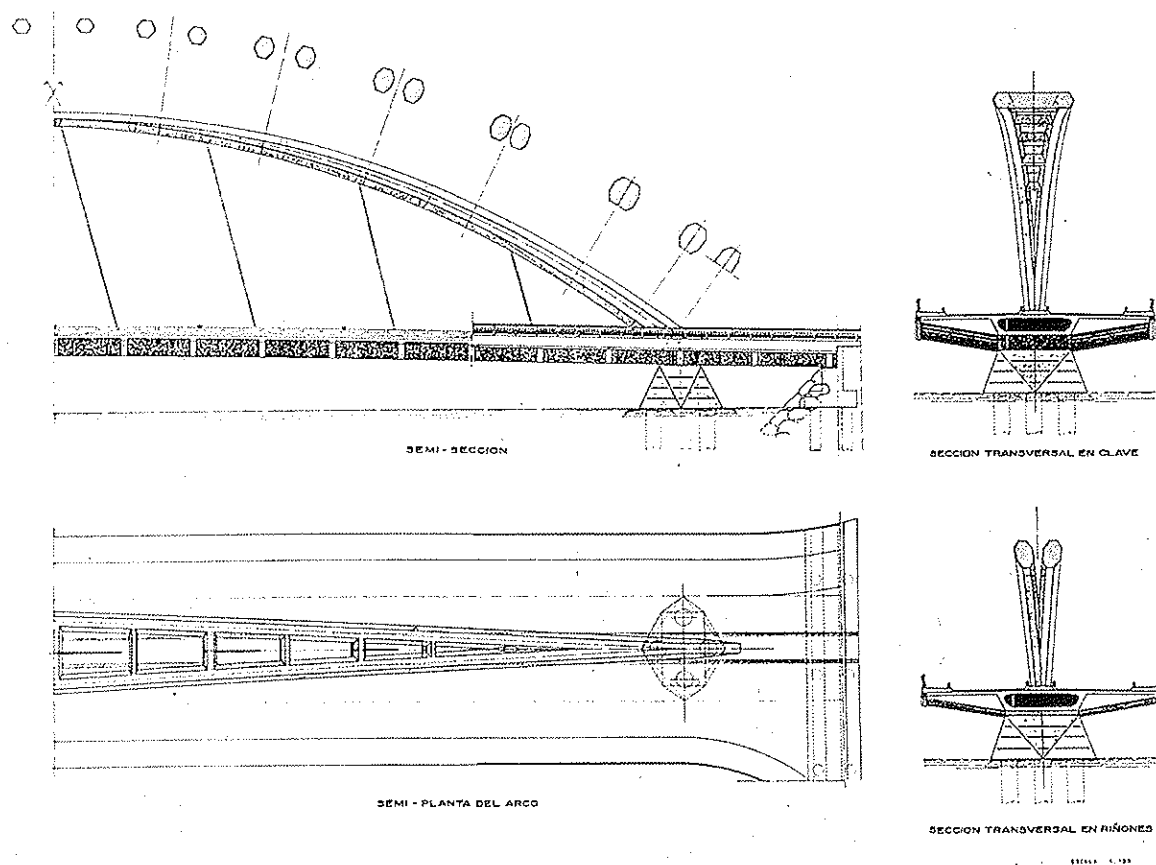 SEMI - SECCION
SECCION TRANSVERSAL EN CLAVE
SEMI - PLANTA DEL ARCO
SECCION TRANSVERSAL EN RIÑONES